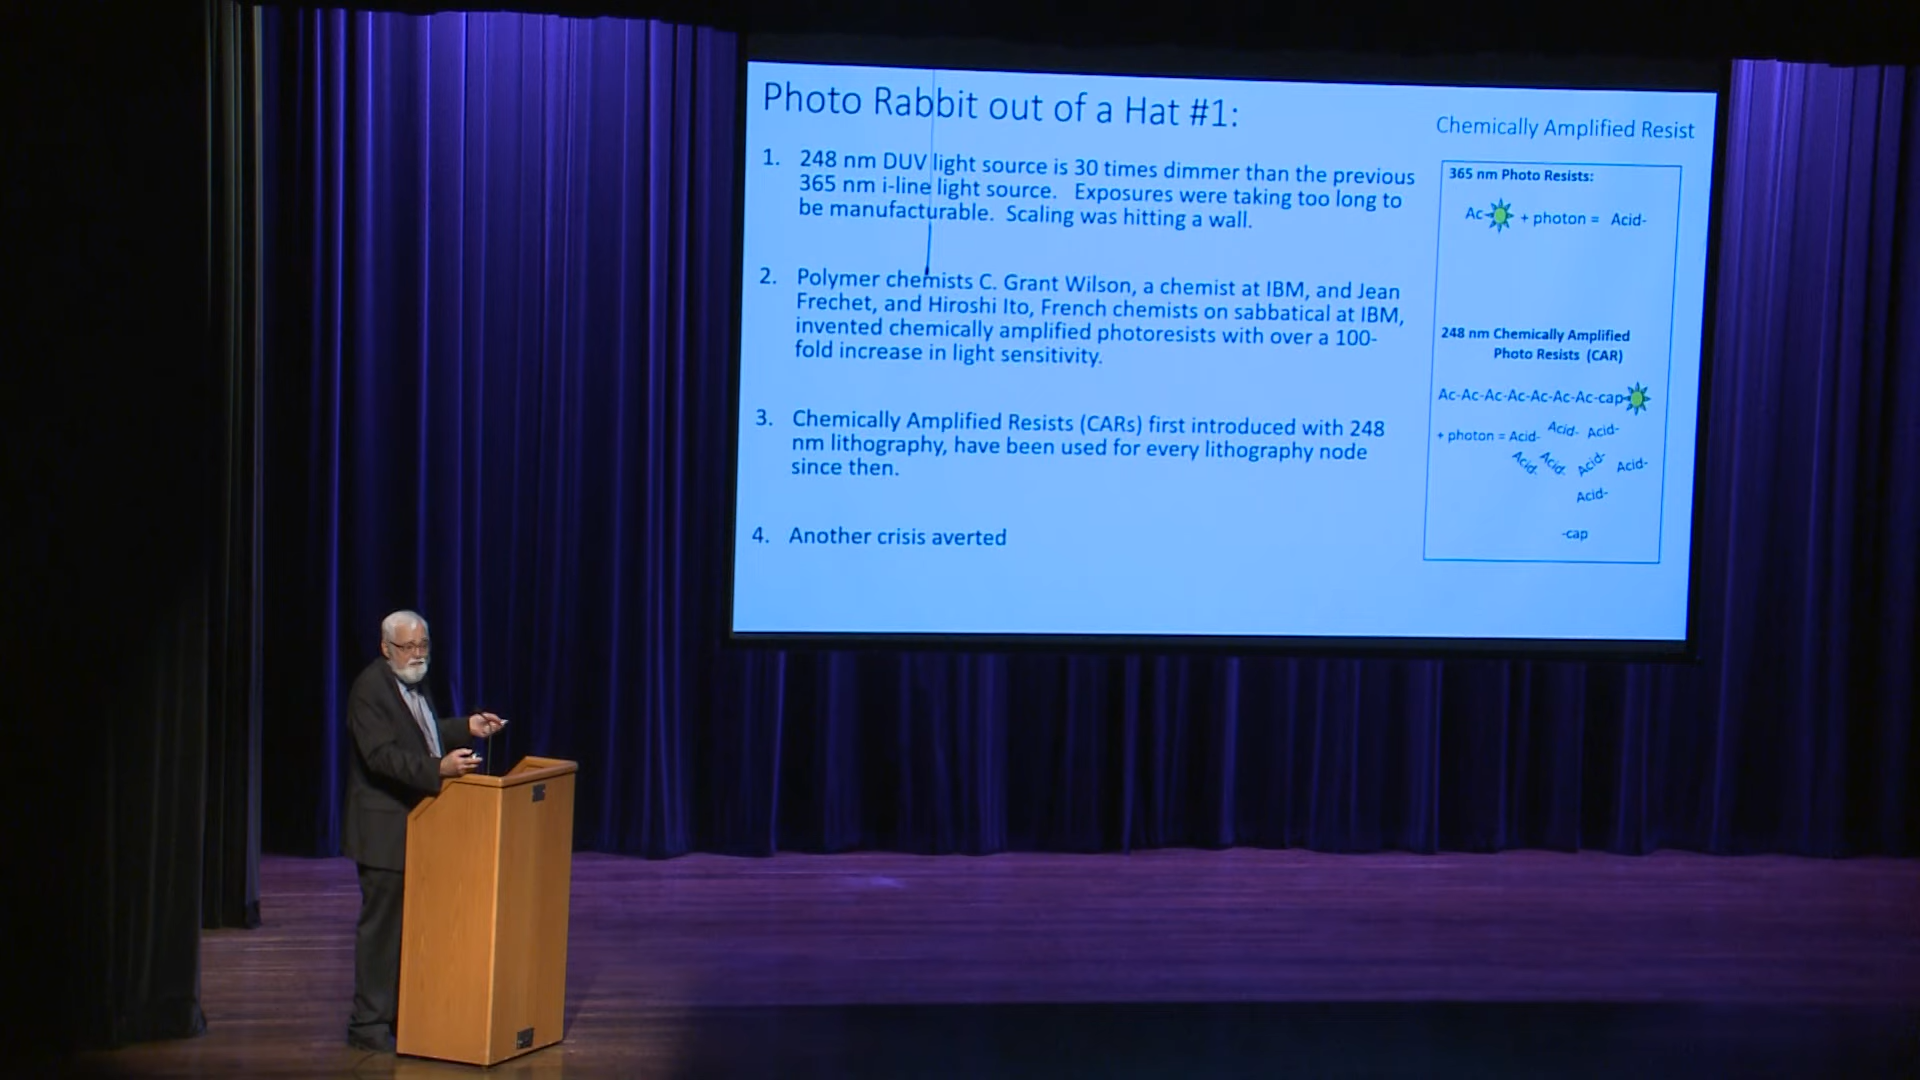 Photo Rabbit out of a Hat #1:
1. 248 nm DUV light source is 30 times dimmer than the previous
365 nm i-line light source. Exposures were taking too long to
be manufacturable. Scaling was hitting a wall.
2. Polymer chemists C. Grant Wilson, a chemist at IBM, and Jean
Frechet, and Hiroshi Ito, French chemists on sabbatical at IBM,
invented chemically amplified photoresists with over a 100-
fold increase in light sensitivity.
3. Chemically Amplified Resists (CARs) first introduced with 248
nm lithography, have been used for every lithography node
since then.
4. Another crisis averted
Chemically Amplified Resist
365 nm Photo Resists:
Ac- + photon = Acid-
248 nm Chemically Amplified
Photo Resists (CAR)
Ac-Ac-Ac-Ac-Ac-Ac-Ac-cap-
Acid- Acid-
+ photon = Acid-
Acid- Acid- Acid- Acid-
Acid-
-cap